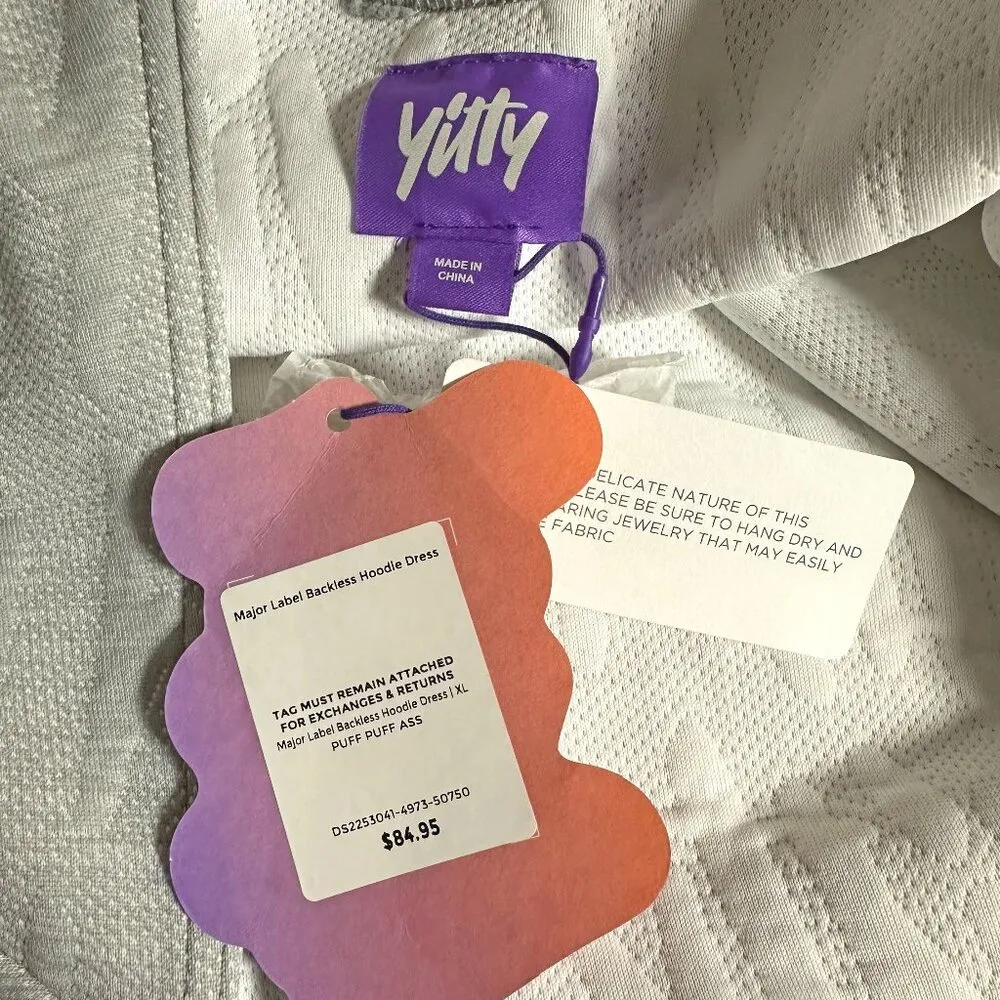 yitty
MADE IN
CHINA
ELICATE NATURE OF THIS
LEASE BE SURE TO HANG DRY AND
ARING JEWELRY THAT MAY EASILY
E FABRIC
Major Label Backless Hoodie Dress
TAG MUST REMAIN ATTACHED
FOR EXCHANGES & RETURNS
Major Label Backless Hoodie Dress | XL
PUFF PUFF ASS
DS2253041-4973-50750
$84.95